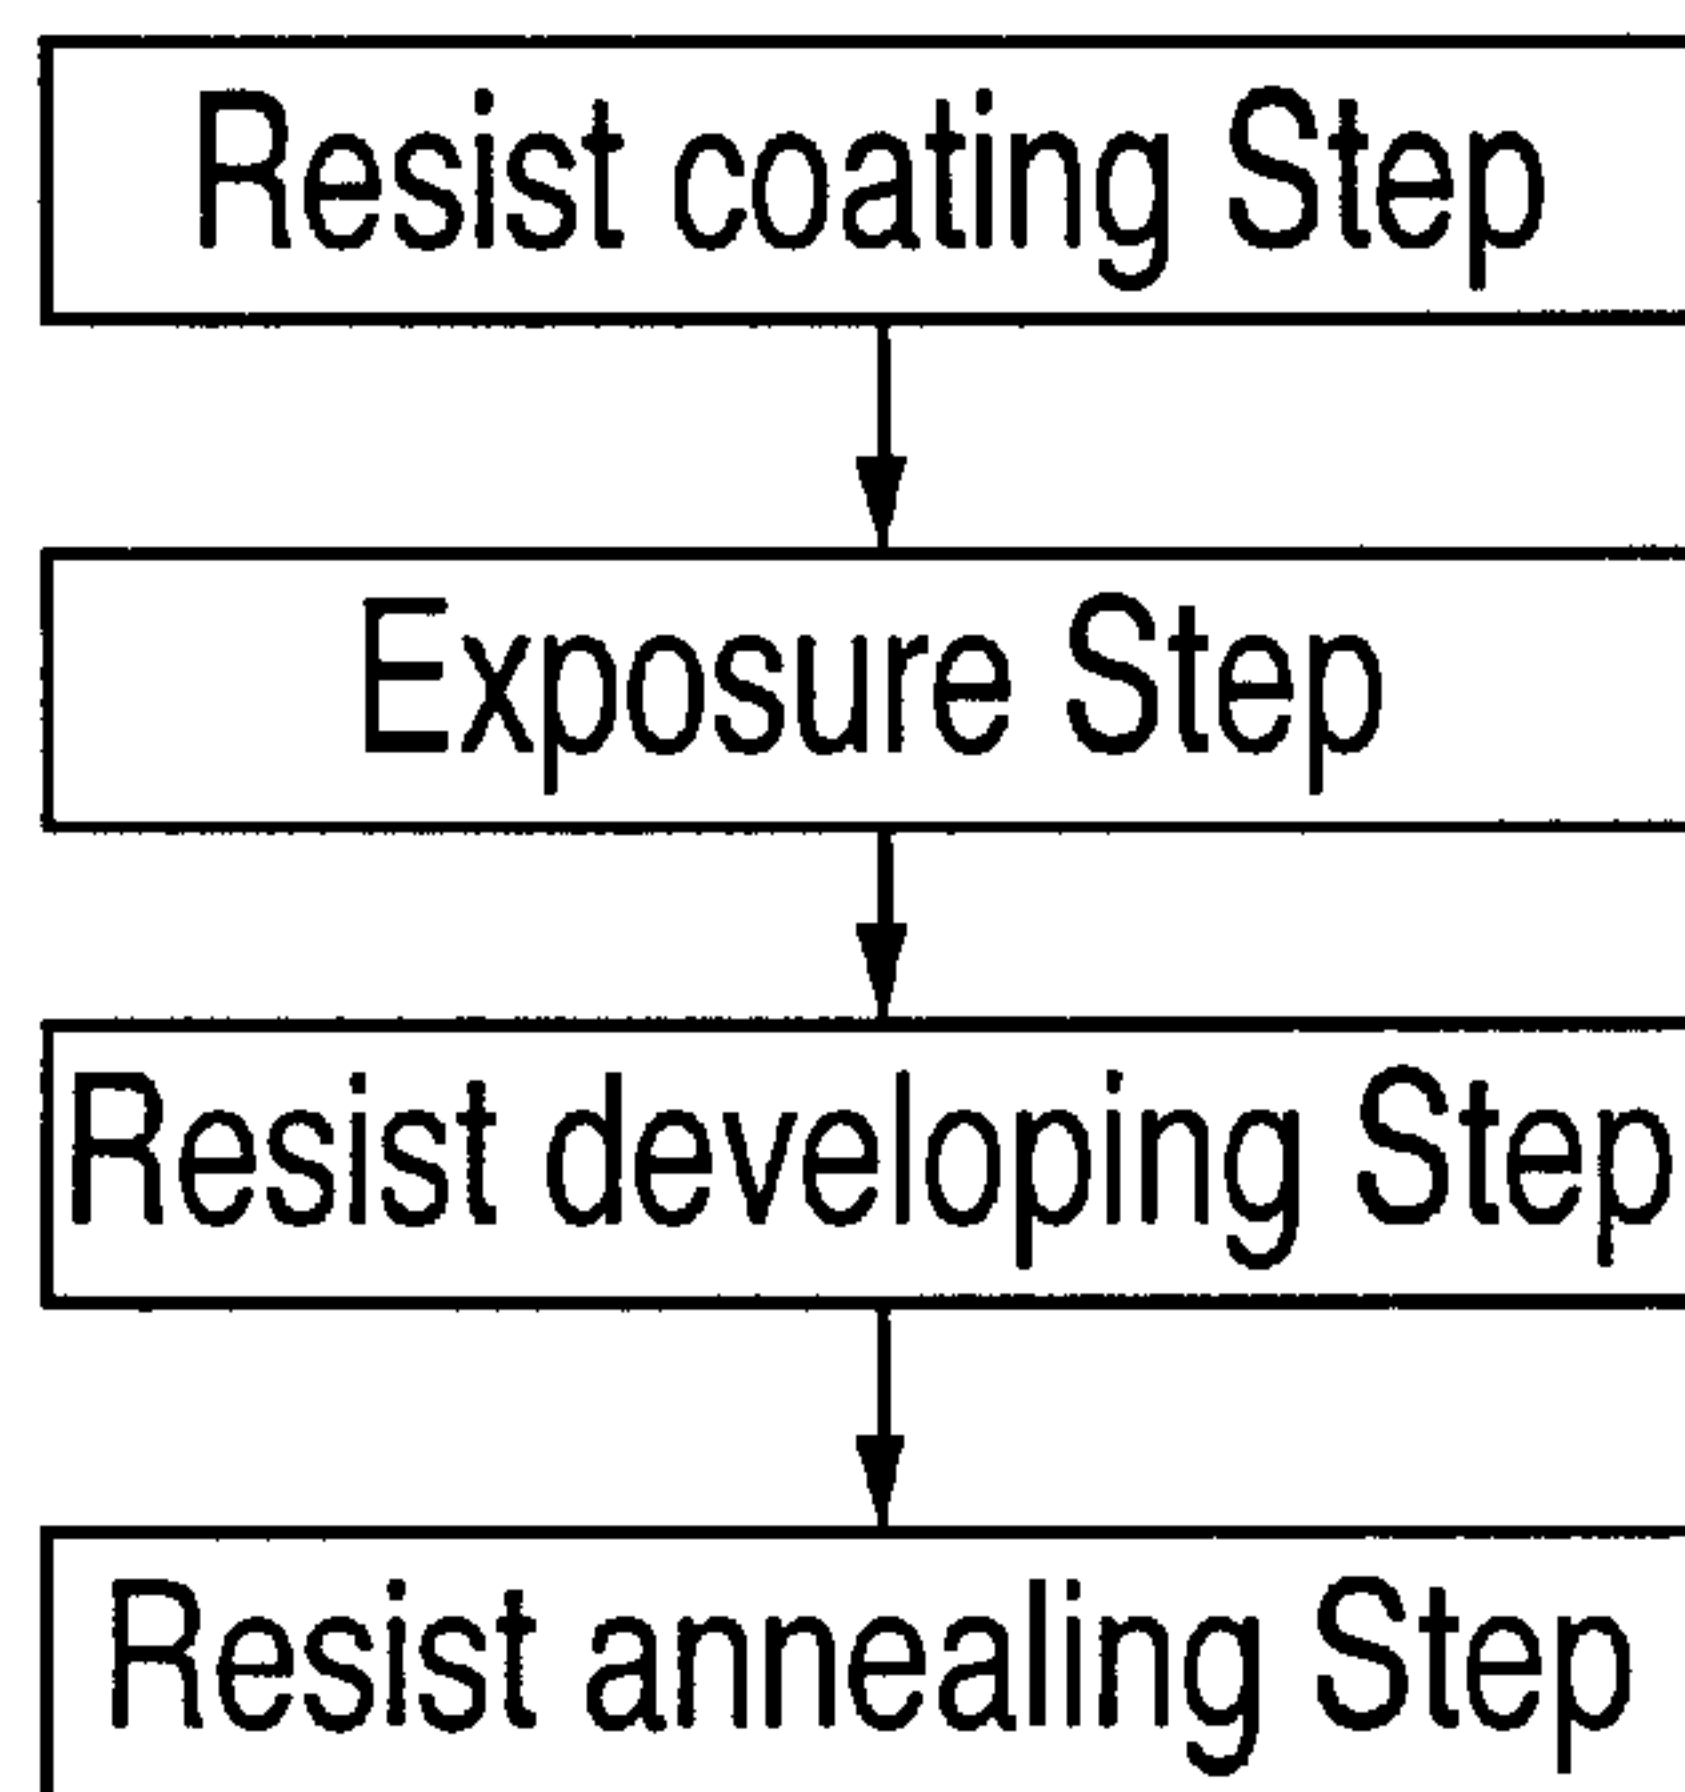 Resist coating Step
Exposure Step
Resist developing Step
Resist annealing Step